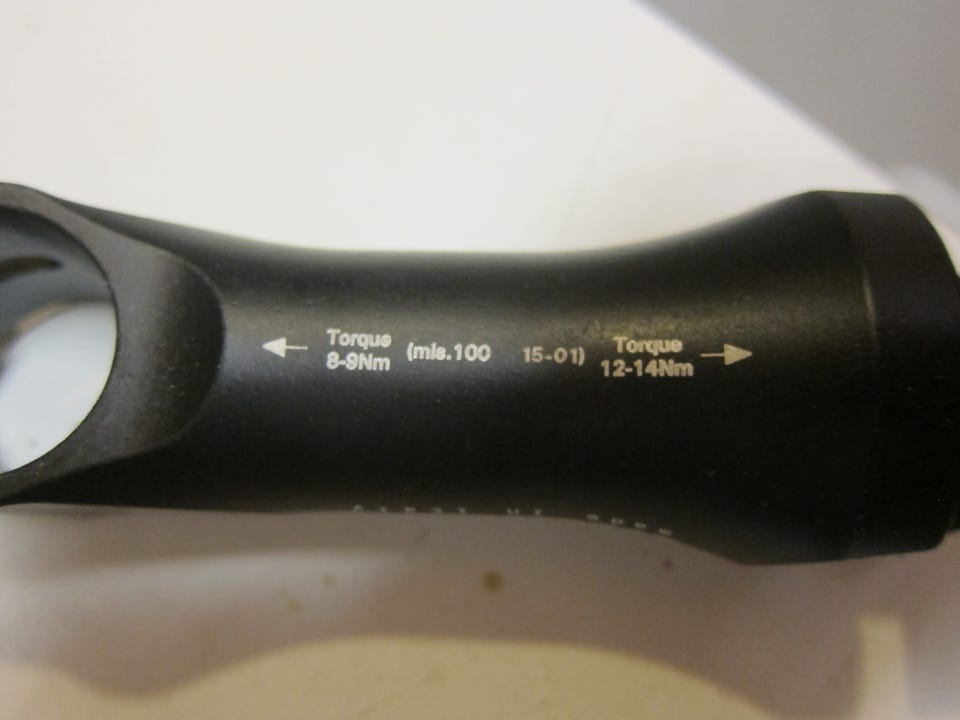 Torque
8-9Nm
(mis.100 15-01)
Torque
12-14Nm